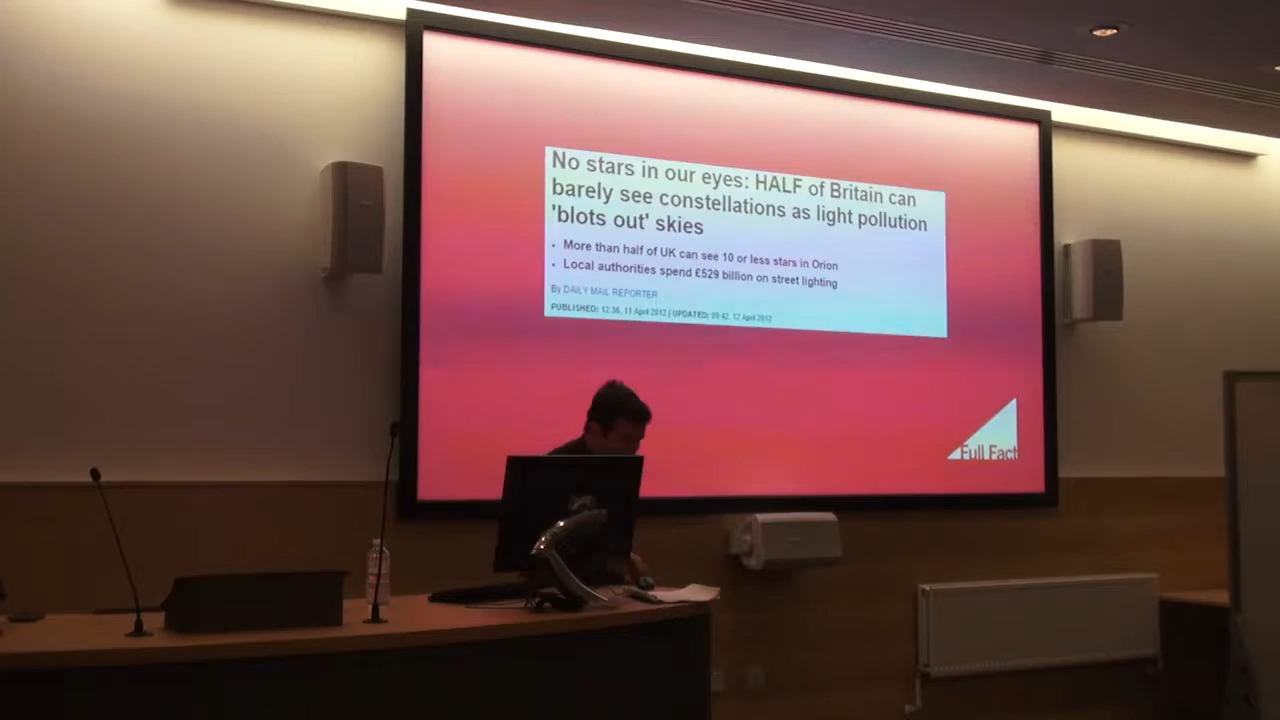 No stars in our eyes: HALF of Britain can
barely see constellations as light pollution
'blots out' skies
• More than half of UK can see 10 or less stars in Orion
• Local authorities spend £529 billion on street lighting
By DAILY MAIL REPORTER
PUBLISHED: 12:36, 11 April 2012 | UPDATED: 09:42, 12 April 2012
Full Fact